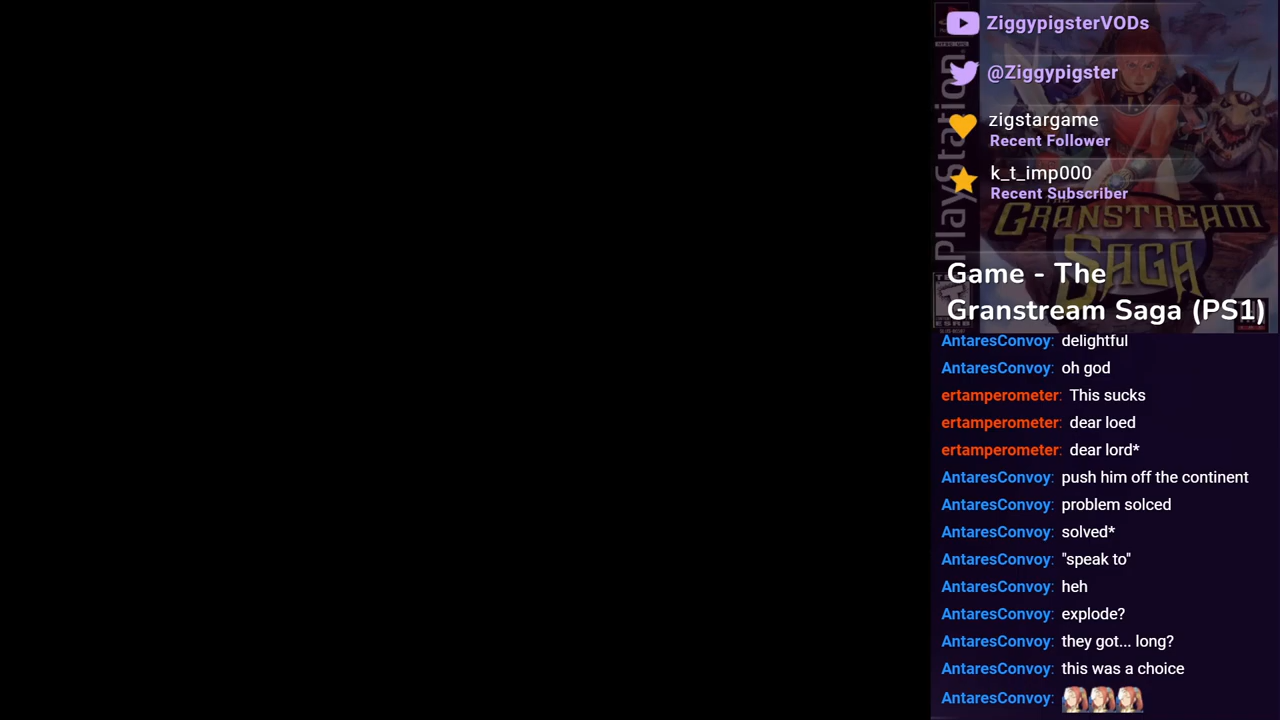 ZiggypigsterVODs
@Ziggypigster
zigstargame
Recent Follower
k_t_imp000
Recent Subscriber
PlayStation
GRANSTREAM
SAGA
Game - The
Granstream Saga (PS1)
AntaresConvoy: delightful
AntaresConvoy: oh god
ertamperometer: This sucks
ertamperometer: dear loed
ertamperometer: dear lord*
AntaresConvoy: push him off the continent
AntaresConvoy: problem solced
AntaresConvoy: solved*
AntaresConvoy: "speak to"
AntaresConvoy: heh
AntaresConvoy: explode?
AntaresConvoy: they got... long?
AntaresConvoy: this was a choice
AntaresConvoy: